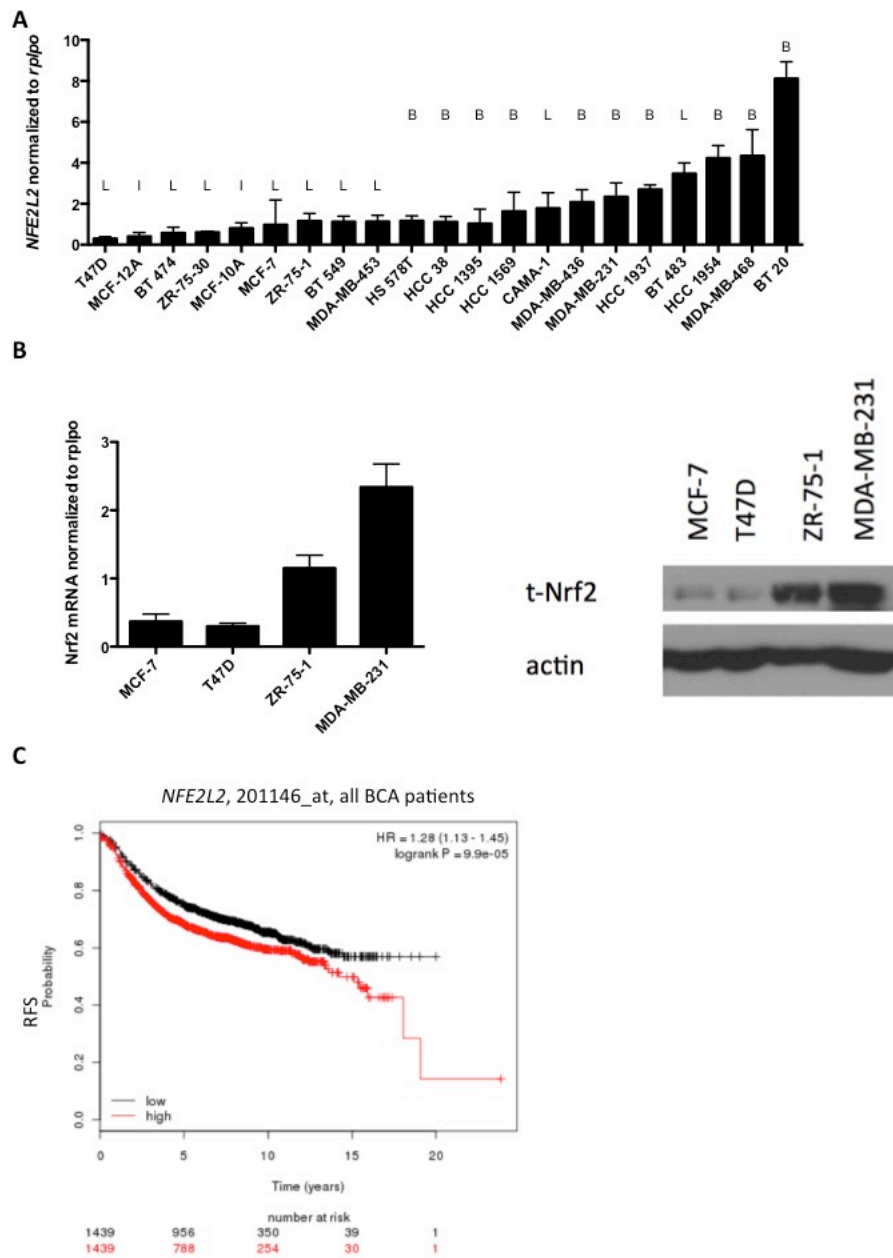 A
NFE2L2 normalized to rplpo
10
8
6
4
2
0
L I L L I L L L L B B B B L B B B L B B B
T47D
MCF-12A
BT 474
ZR-75-30
MCF-10A
MCF-7
ZR-75-1
BT 549
MDA-MB-453
HS 578T
HCC 38
HCC 1395
HCC 1569
CAMA-1
MDA-MB-436
MDA-MB-231
HCC 1937
BT 483
HCC 1954
MDA-MB-468
BT 20
B
Nrf2 mRNA normalized to rplpo
3
2
1
0
MCF-7
T47D
ZR-75-1
MDA-MB-231
MCF-7
T47D
ZR-75-1
MDA-MB-231
t-Nrf2
actin
C
NFE2L2, 201146_at, all BCA patients
HR = 1.28 (1.13 - 1.45)
logrank P = 9.9e-05
RFS
Probability
1.0
0.8
0.6
0.4
0.2
0.0
low
high
0 5 10 15 20
Time (years)
number at risk
1439 956 350 39 1
1439 788 254 30 1